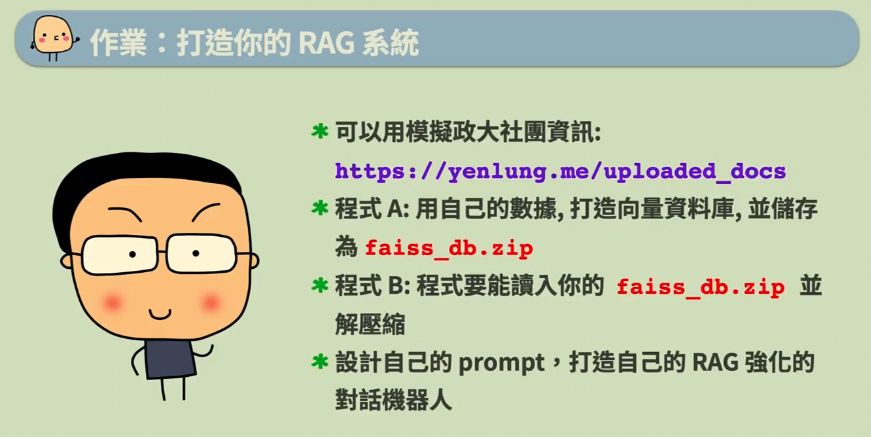 作業：打造你的 RAG 系統
* 可以用模擬政大社團資訊:
https://yenlung.me/uploaded_docs
* 程式 A: 用自己的數據, 打造向量資料庫, 並儲存
為 faiss_db.zip
* 程式 B: 程式要能讀入你的 faiss_db.zip 並
解壓縮
* 設計自己的 prompt，打造自己的 RAG 強化的
對話機器人